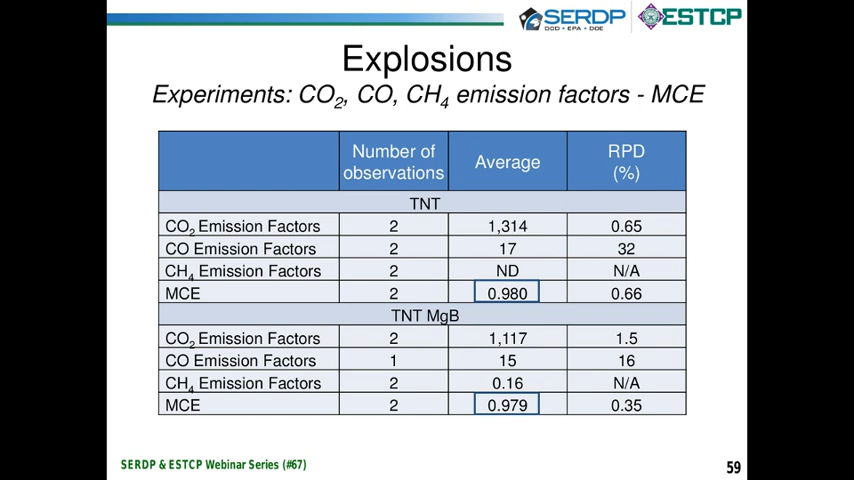 SERDP
DOD • EPA • DOE
ESTCP
Explosions
Experiments: CO2, CO, CH4 emission factors - MCE
Number of observations Average RPD (%)
TNT
CO2 Emission Factors 2 1,314 0.65
CO Emission Factors 2 17 32
CH4 Emission Factors 2 ND N/A
MCE 2 0.980 0.66
TNT MgB
CO2 Emission Factors 2 1,117 1.5
CO Emission Factors 1 15 16
CH4 Emission Factors 2 0.16 N/A
MCE 2 0.979 0.35
SERDP & ESTCP Webinar Series (#67)
59